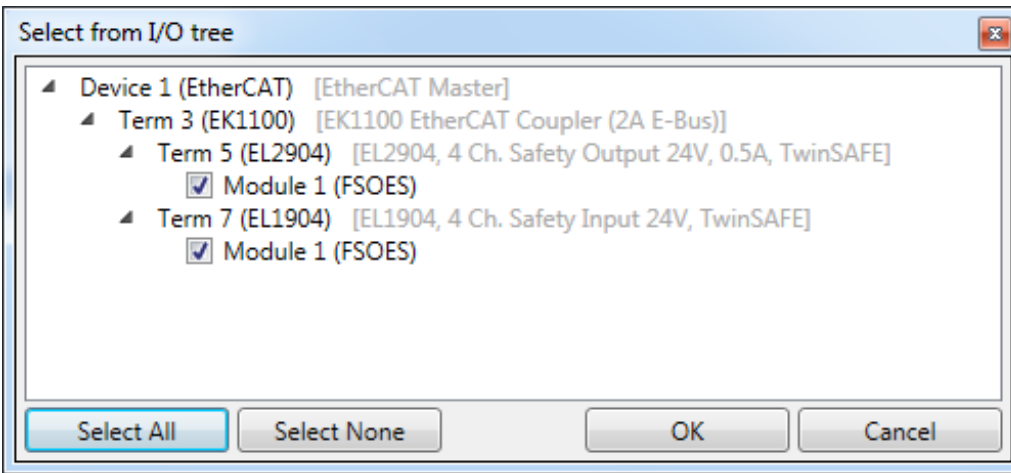 Select from I/O tree
Device 1 (EtherCAT) [EtherCAT Master]
Term 3 (EK1100) [EK1100 EtherCAT Coupler (2A E-Bus)]
Term 5 (EL2904) [EL2904, 4 Ch. Safety Output 24V, 0.5A, TwinSAFE]
Module 1 (FSOES)
Term 7 (EL1904) [EL1904, 4 Ch. Safety Input 24V, TwinSAFE]
Module 1 (FSOES)
Select All Select None OK Cancel